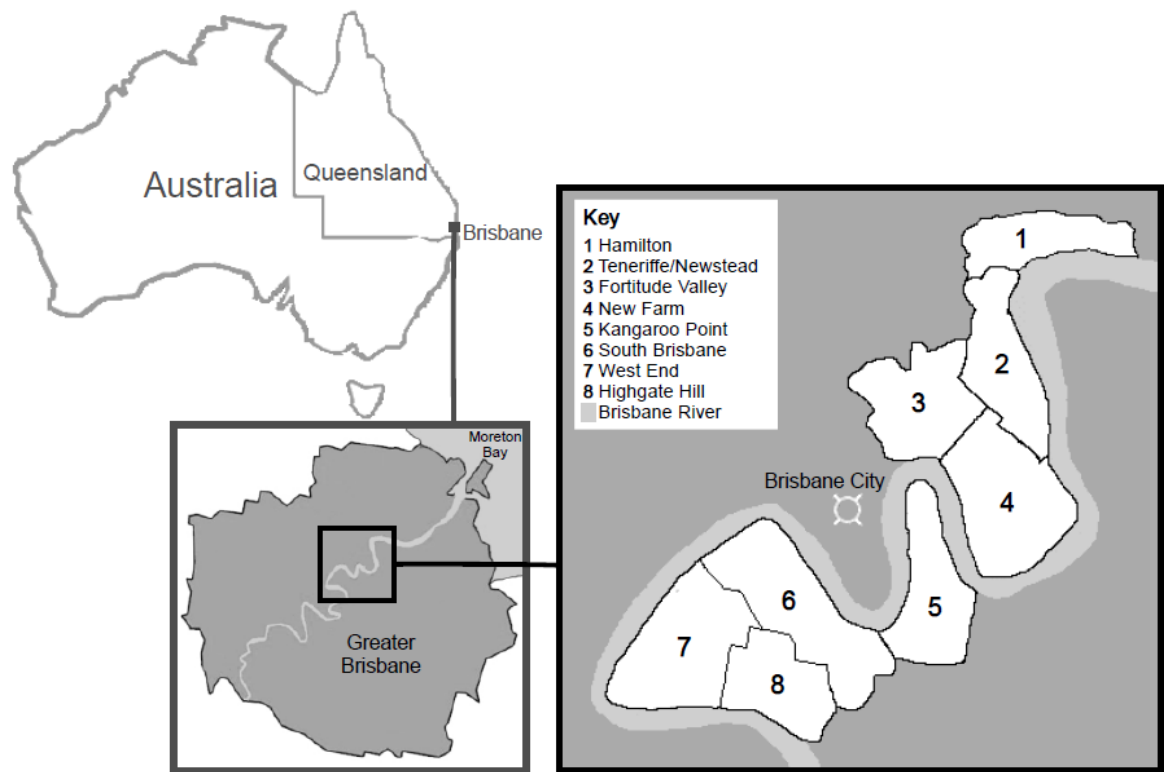 Australia
Queensland
Brisbane
Moreton
Bay
Greater
Brisbane
Key
1 Hamilton
2 Teneriffe/Newstead
3 Fortitude Valley
4 New Farm
5 Kangaroo Point
6 South Brisbane
7 West End
8 Highgate Hill
Brisbane River
1
2
3
Brisbane City
4
5
6
7
8